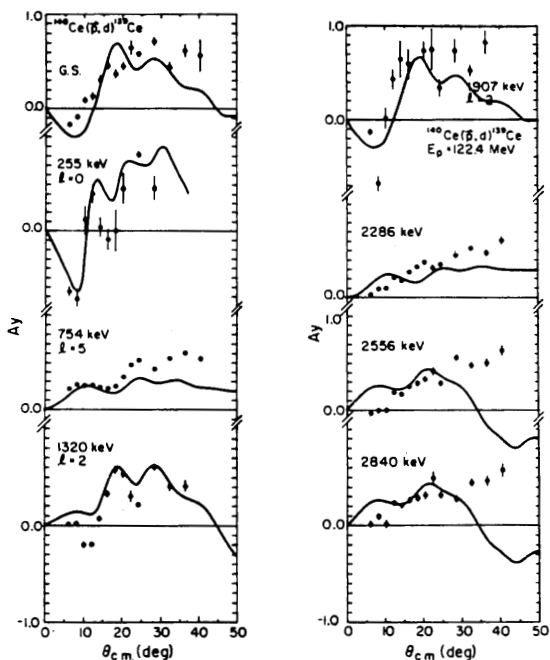 ¹⁴⁰Ce(p⃗,d)¹³⁹Ce
1.0
G.S.
0.0
255 keV
ℓ=0
0.0
Ay
754 keV
ℓ=5
0.0
1320 keV
ℓ=2
0.0
-1.0
0 10 20 30 40 50
θc.m. (deg)
1.0
1907 keV
ℓ=2
0.0
¹⁴⁰Ce(p⃗,d)¹³⁹Ce
Ep=122.4 MeV
2286 keV
0.0
Ay
2556 keV
0.0
2840 keV
0.0
-1.0
0 10 20 30 40 50
θc.m. (deg)